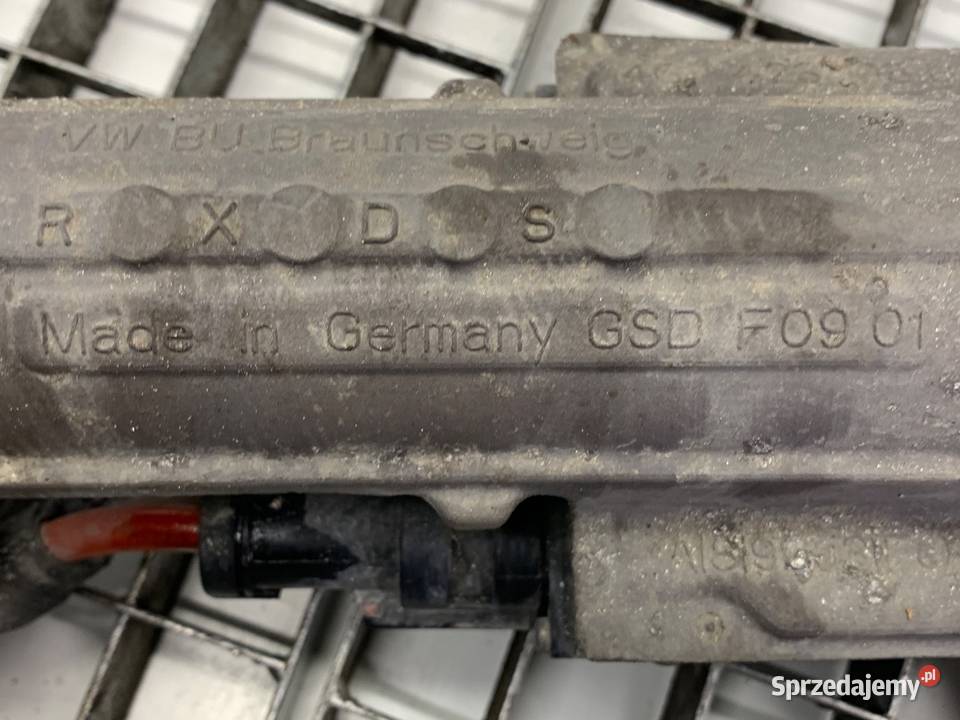 VW BU Braunschweig
R X D S
Made in Germany GSD F09 01
Sprzedajemy.pl